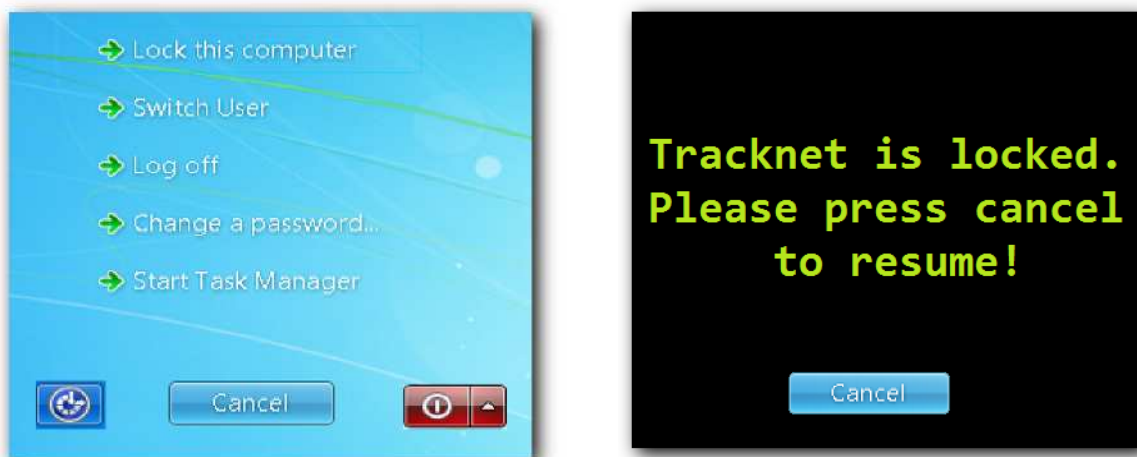 Lock this computer
Switch User
Log off
Change a password...
Start Task Manager
Cancel
Tracknet is locked.
Please press cancel
to resume!
Cancel